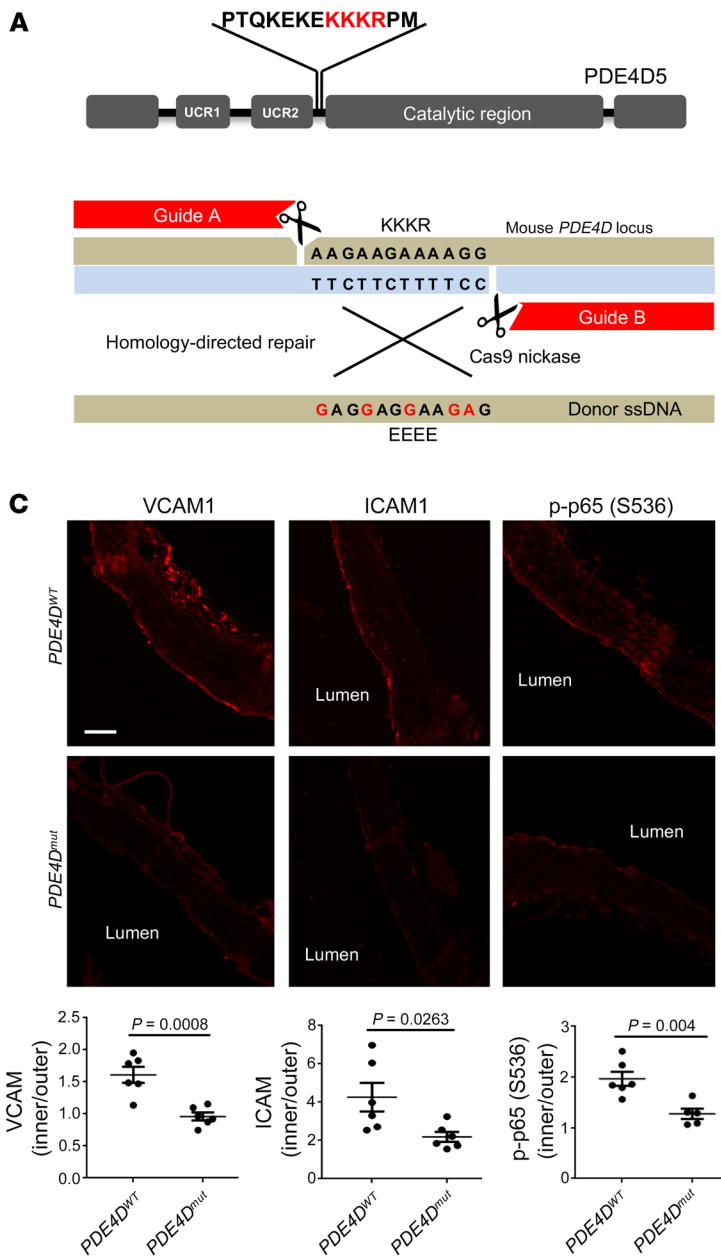 A
PTQKEKEKKKRPM
PDE4D5
UCR1
UCR2
Catalytic region
Guide A
KKKR
Mouse PDE4D locus
AAGAAGAAAAGG
TTCTTCTTTTCC
Guide B
Homology-directed repair
Cas9 nickase
GAGGAGGAAGAG
Donor ssDNA
EEEE
C
VCAM1
ICAM1
p-p65 (S536)
PDE4DWT
Lumen
Lumen
PDE4Dmut
Lumen
Lumen
Lumen
VCAM
(inner/outer)
2.5
2.0
1.5
1.0
0.5
0.0
P = 0.0008
PDE4DWT
PDE4Dmut
ICAM
(inner/outer)
8
6
4
2
0
P = 0.0263
PDE4DWT
PDE4Dmut
p-p65 (S536)
(inner/outer)
3
2
1
0
P = 0.004
PDE4DWT
PDE4Dmut